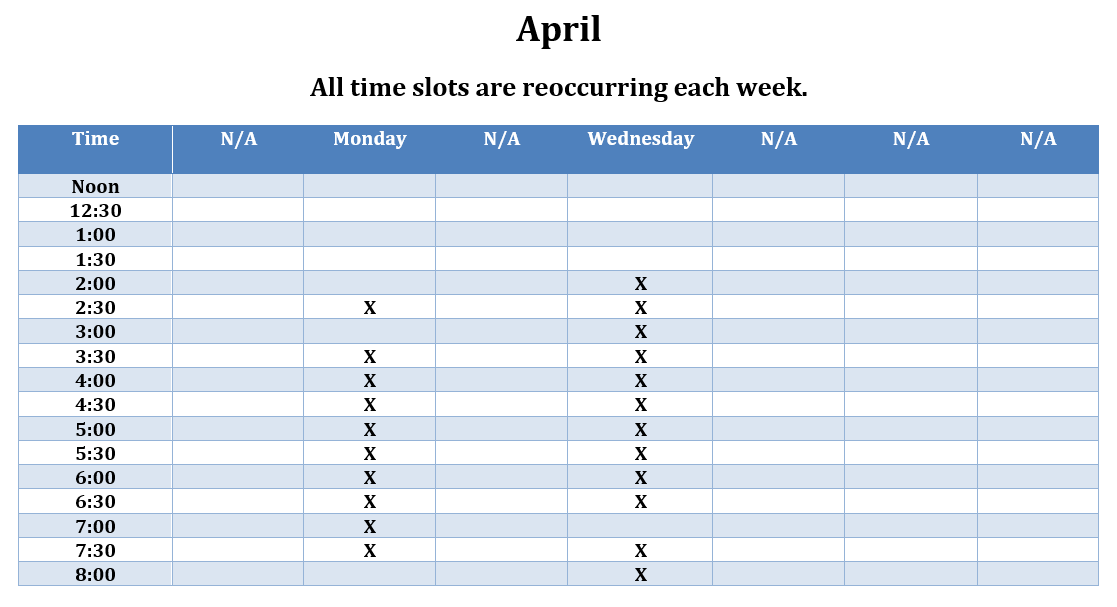 April
All time slots are reoccurring each week.
Time N/A Monday N/A Wednesday N/A N/A N/A
Noon
12:30
1:00
1:30
2:00 X
2:30 X X
3:00 X
3:30 X X
4:00 X X
4:30 X X
5:00 X X
5:30 X X
6:00 X X
6:30 X X
7:00 X
7:30 X X
8:00 X